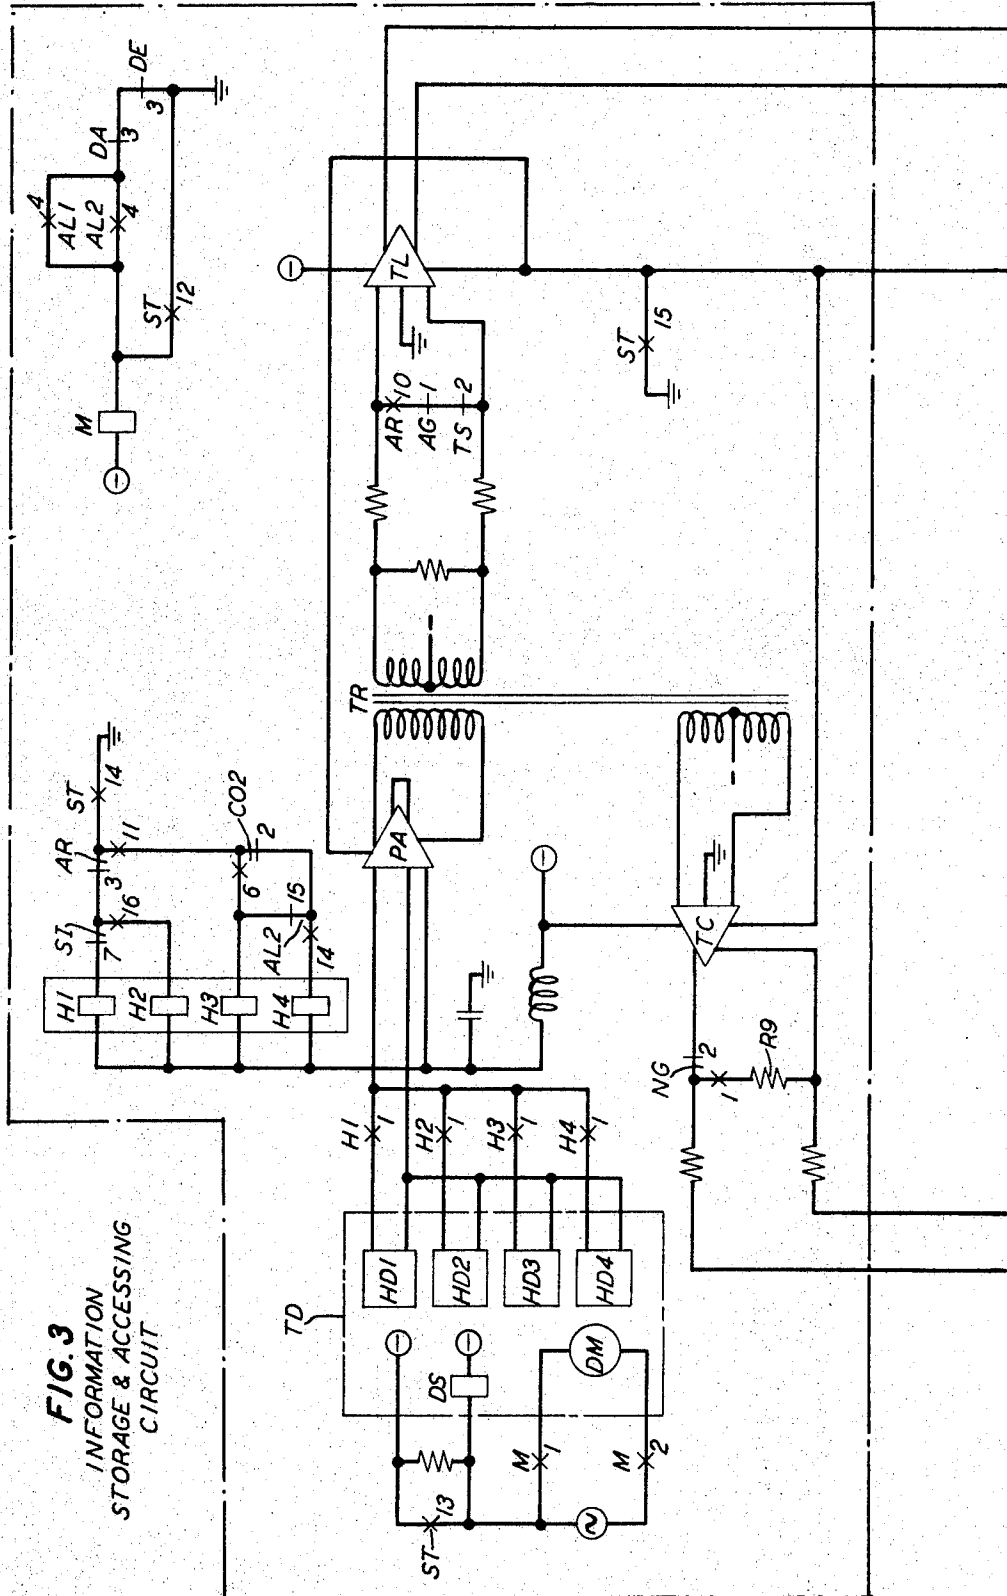 FIG. 3
INFORMATION
STORAGE & ACCESSING
CIRCUIT
DE
3
DA
3
4
AL1
AL2
4
ST
12
M
TL
ST
15
AR
10
AG
1
TS
2
TR
ST
14
AR
3
11
CO2
2
6
SI
7
16
15
AL2
14
H1
H2
H3
H4
PA
TC
NG
2
1
R9
H1
1
H2
1
H3
1
H4
1
TD
HD1
HD2
HD3
HD4
DS
DM
ST
13
M
1
M
2